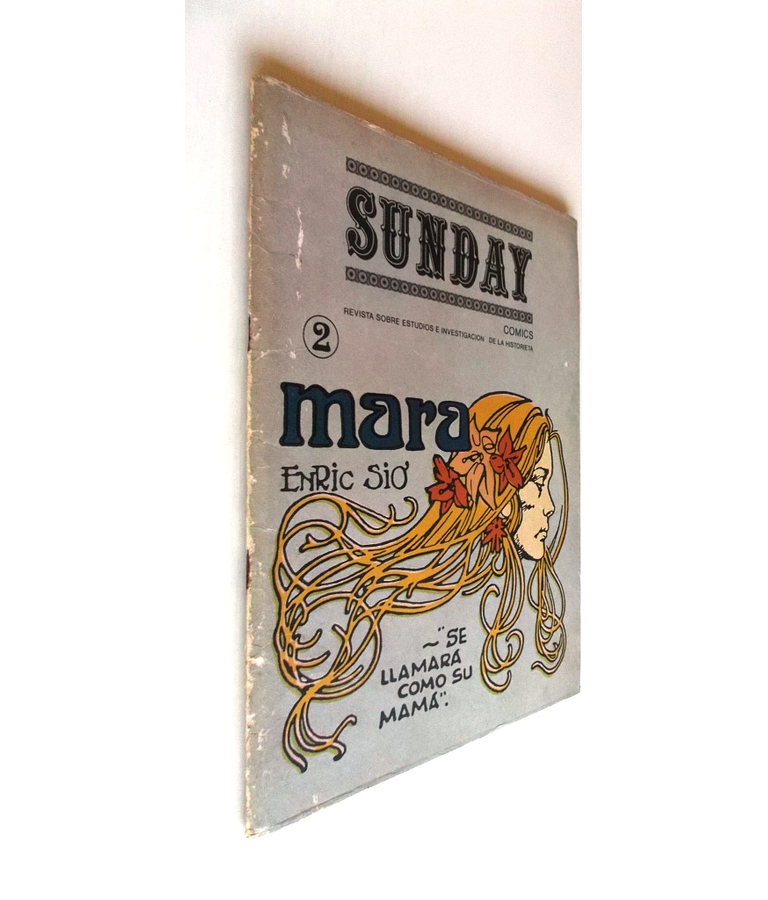 SUNDAY
COMICS
REVISTA SOBRE ESTUDIOS E INVESTIGACION DE LA HISTORIETA
2
mara
ENRIC SIÓ
~"SE
LLAMARÁ
COMO SU
MAMÁ".